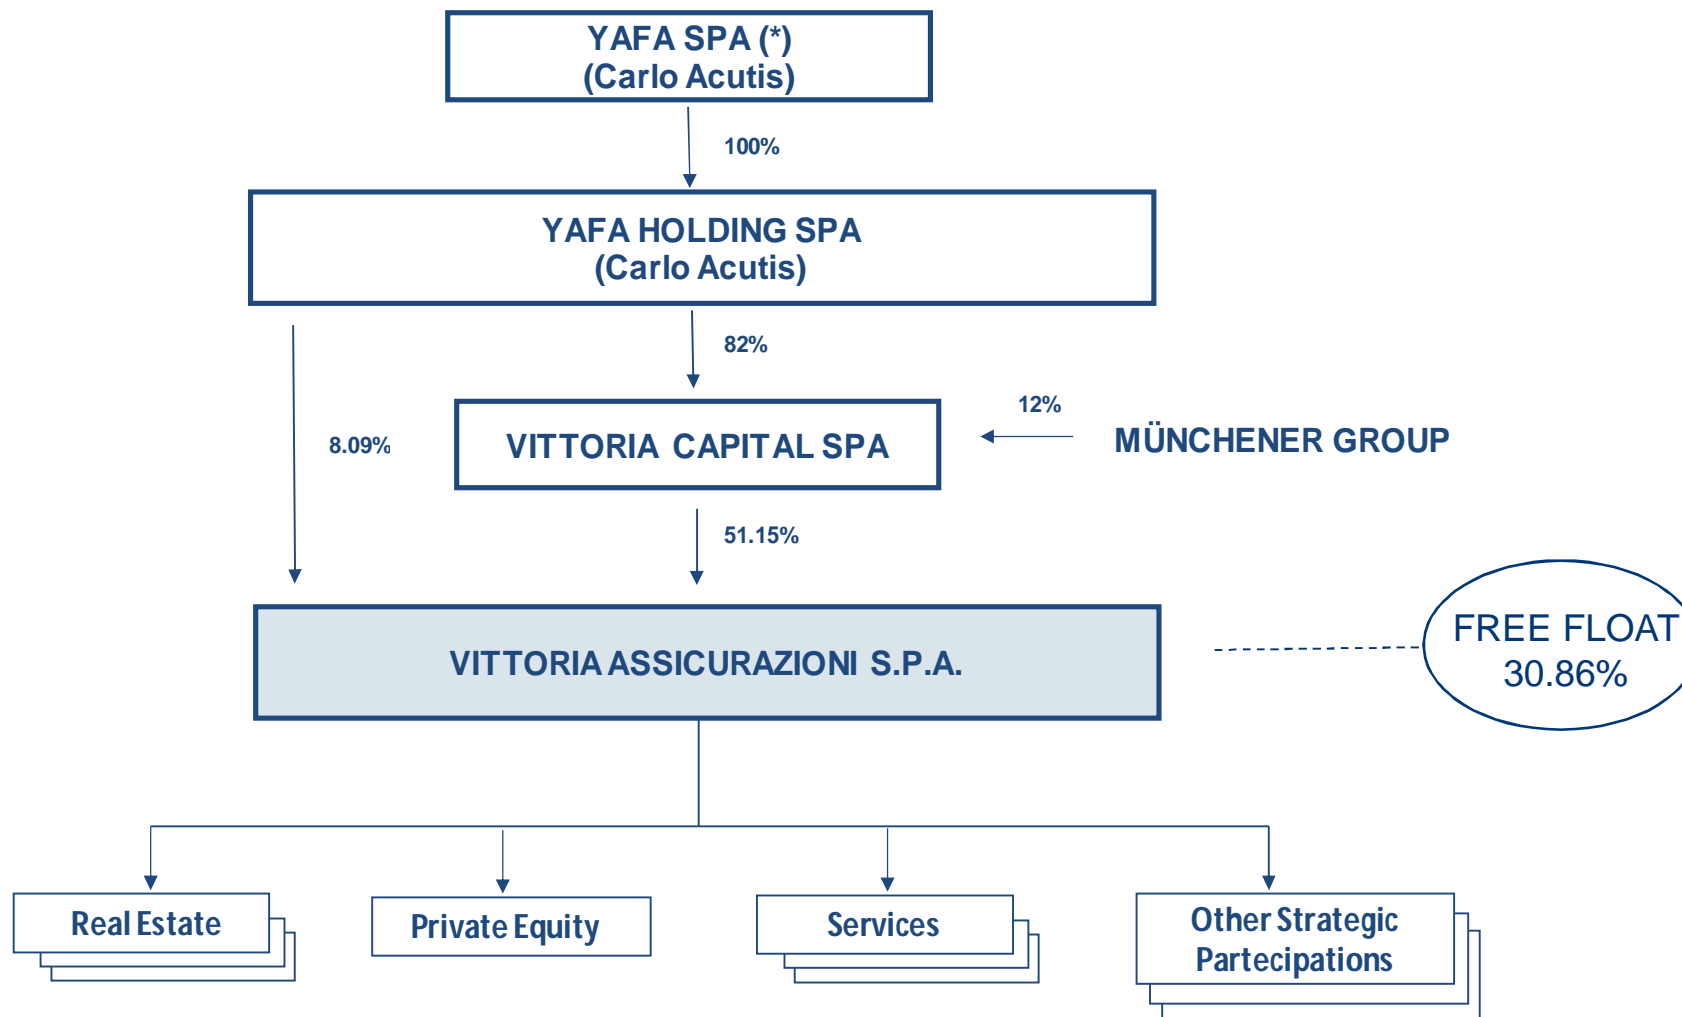 YAFA SPA (*)
(Carlo Acutis)
100%
YAFA HOLDING SPA
(Carlo Acutis)
82%
12%
8.09%
VITTORIA CAPITAL SPA
MÜNCHENER GROUP
51.15%
VITTORIA ASSICURAZIONI S.P.A.
FREE FLOAT
30.86%
Real Estate
Private Equity
Services
Other Strategic
Partecipations